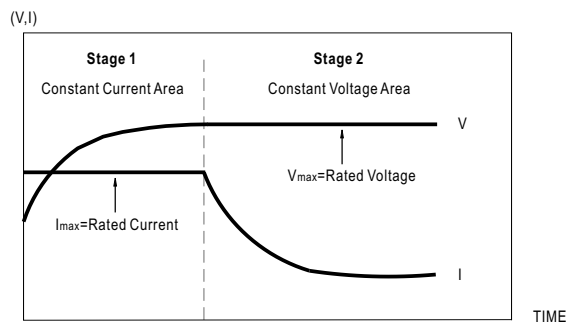 (V,I)
Stage 1
Stage 2
Constant Current Area
Constant Voltage Area
V
Vmax=Rated Voltage
Imax=Rated Current
I
TIME